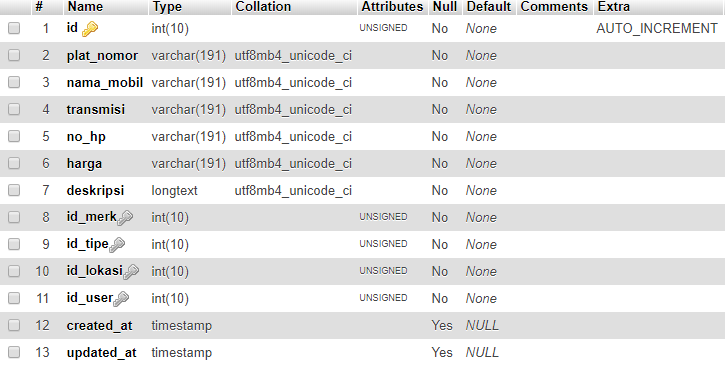 # Name Type Collation Attributes Null Default Comments Extra
1 id int(10) UNSIGNED No None AUTO_INCREMENT
2 plat_nomor varchar(191) utf8mb4_unicode_ci No None
3 nama_mobil varchar(191) utf8mb4_unicode_ci No None
4 transmisi varchar(191) utf8mb4_unicode_ci No None
5 no_hp varchar(191) utf8mb4_unicode_ci No None
6 harga varchar(191) utf8mb4_unicode_ci No None
7 deskripsi longtext utf8mb4_unicode_ci No None
8 id_merk int(10) UNSIGNED No None
9 id_tipe int(10) UNSIGNED No None
10 id_lokasi int(10) UNSIGNED No None
11 id_user int(10) UNSIGNED No None
12 created_at timestamp Yes NULL
13 updated_at timestamp Yes NULL